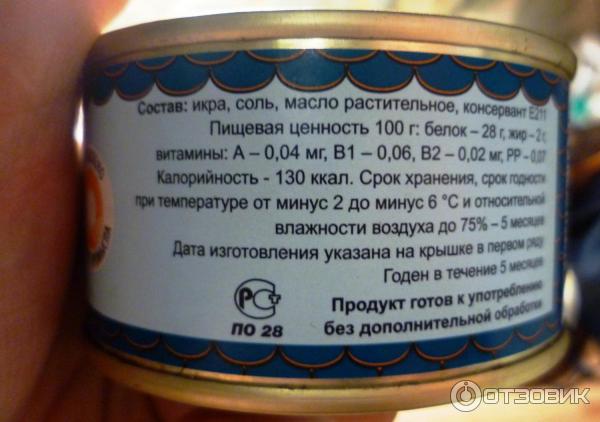 Состав: икра, соль, масло растительное, консервант Е211
Пищевая ценность 100 г: белок – 28 г, жир – 2 г,
витамины: А – 0,04 мг, В1 – 0,06, В2 – 0,02 мг, РР – 0,07
Калорийность - 130 ккал. Срок хранения, срок годности
при температуре от минус 2 до минус 6 °С и относительной
влажности воздуха до 75% – 5 месяцев
Дата изготовления указана на крышке в первом ряду
Годен в течение 5 месяцев
РСТ
ПО 28
Продукт готов к употреблению
без дополнительной обработки
ОТЗОВИК